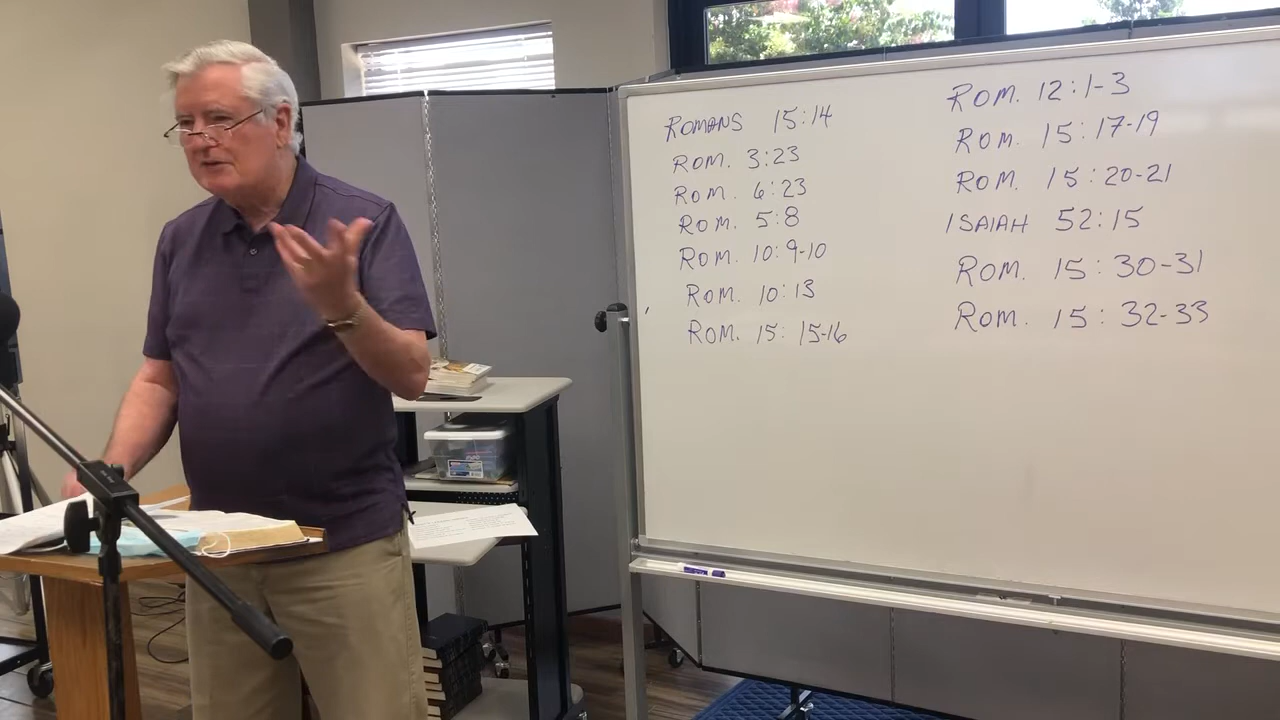 ROMANS 15:14
ROM. 3:23
ROM. 6:23
ROM. 5:8
ROM. 10:9-10
ROM. 10:13
ROM. 15:15-16
ROM. 12:1-3
ROM. 15:17-19
ROM. 15:20-21
ISAIAH 52:15
ROM. 15:30-31
ROM. 15:32-33